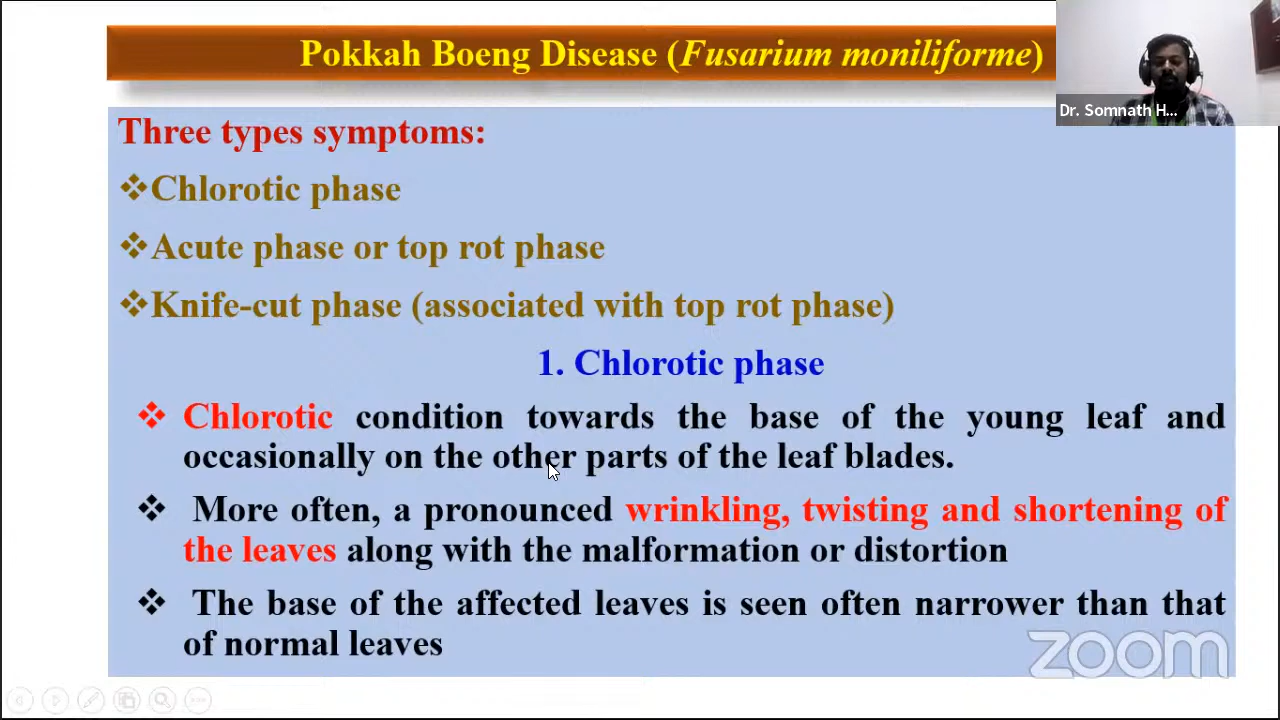 Pokkah Boeng Disease (Fusarium moniliforme)
Dr. Somnath H...
Three types symptoms:
❖Chlorotic phase
❖Acute phase or top rot phase
❖Knife-cut phase (associated with top rot phase)
1. Chlorotic phase
❖ Chlorotic condition towards the base of the young leaf and
occasionally on the other parts of the leaf blades.
❖ More often, a pronounced wrinkling, twisting and shortening of
the leaves along with the malformation or distortion
❖ The base of the affected leaves is seen often narrower than that
of normal leaves
zoom